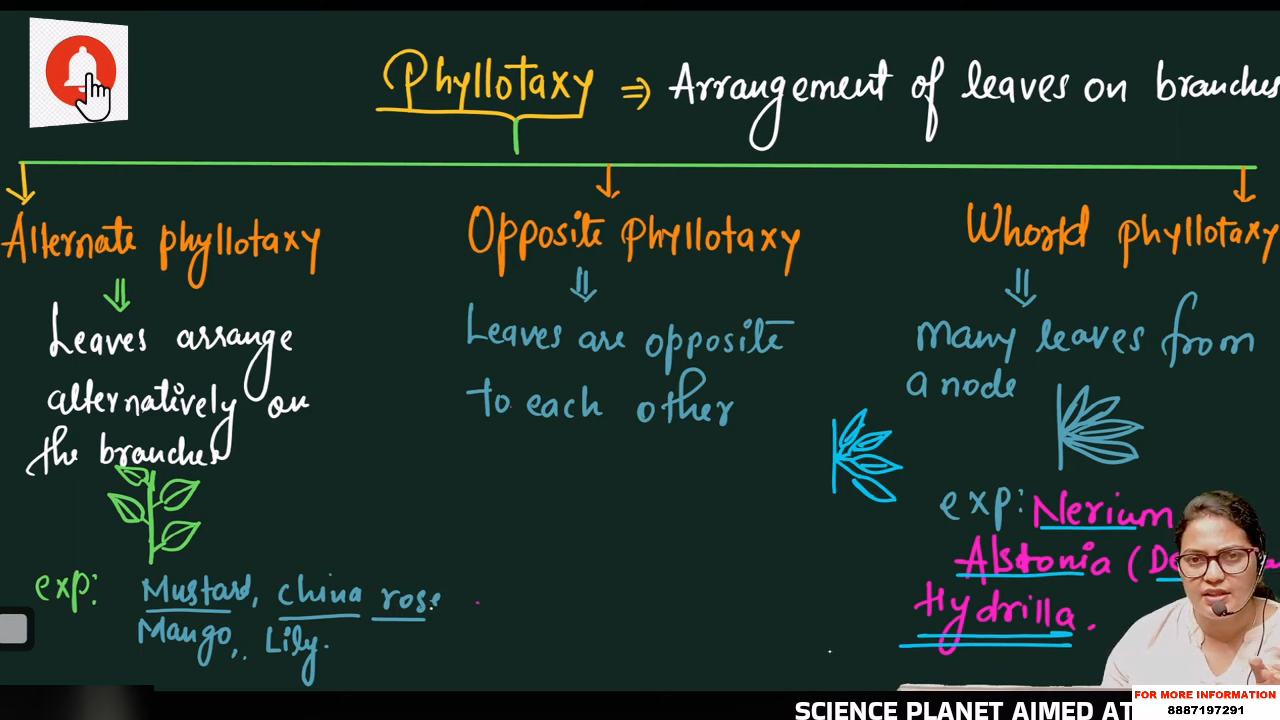 Phyllotaxy ⇒ Arrangement of leaves on branches
Alternate phyllotaxy
Opposite phyllotaxy
Whorld phyllotaxy
Leaves arrange
alternatively on
the branches
Leaves are opposite
to each other
Many leaves from
a node
exp: Mustard, china rose
Mango, Lily.
exp: Nerium
Alstonia (
Hydrilla.
SCIENCE PLANET AIMED AT
FOR MORE INFORMATION
8887197291